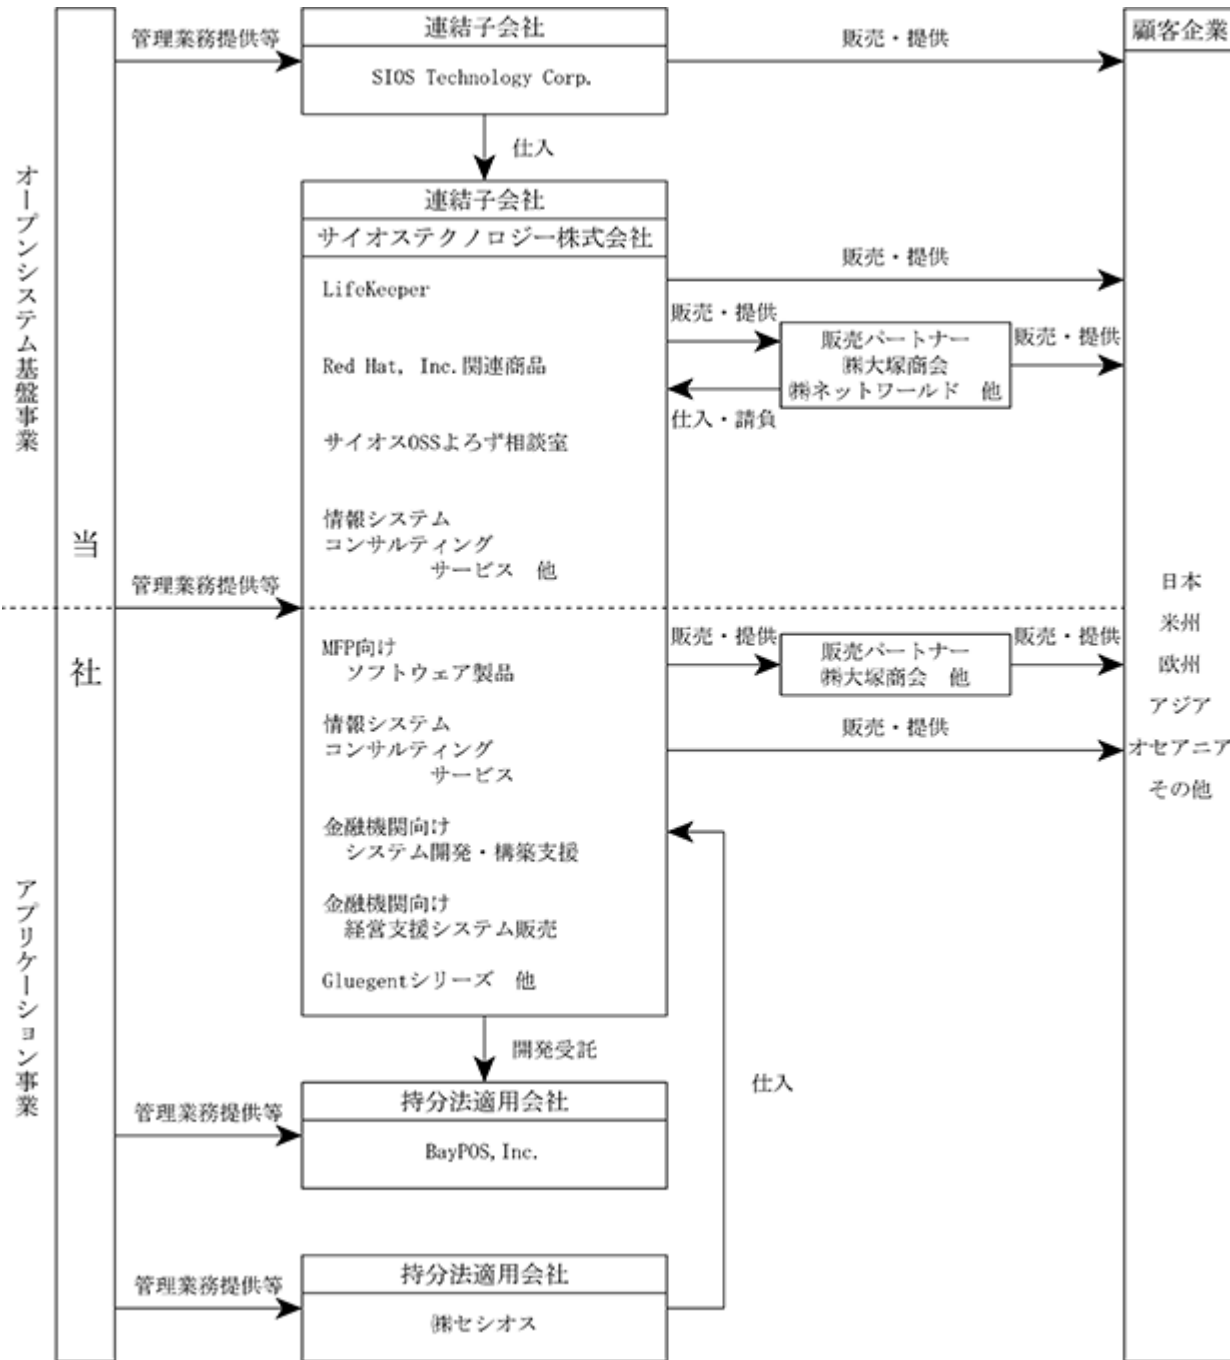 オープンシステム基盤事業
アプリケーション事業
当社
管理業務提供等
連結子会社
SIOS Technology Corp.
販売・提供
顧客企業
仕入
連結子会社
サイオステクノロジー株式会社
LifeKeeper
Red Hat, Inc.関連商品
サイオスOSSよろず相談室
情報システム
コンサルティング
サービス 他
販売・提供
販売・提供
販売パートナー
㈱大塚商会
㈱ネットワールド 他
販売・提供
仕入・請負
管理業務提供等
MFP向け
ソフトウェア製品
情報システム
コンサルティング
サービス
金融機関向け
システム開発・構築支援
金融機関向け
経営支援システム販売
Gluegentシリーズ 他
販売・提供
販売パートナー
㈱大塚商会 他
販売・提供
販売・提供
日本
米州
欧州
アジア
オセアニア
その他
開発受託
仕入
管理業務提供等
持分法適用会社
BayPOS,Inc.
管理業務提供等
持分法適用会社
㈱セシオス